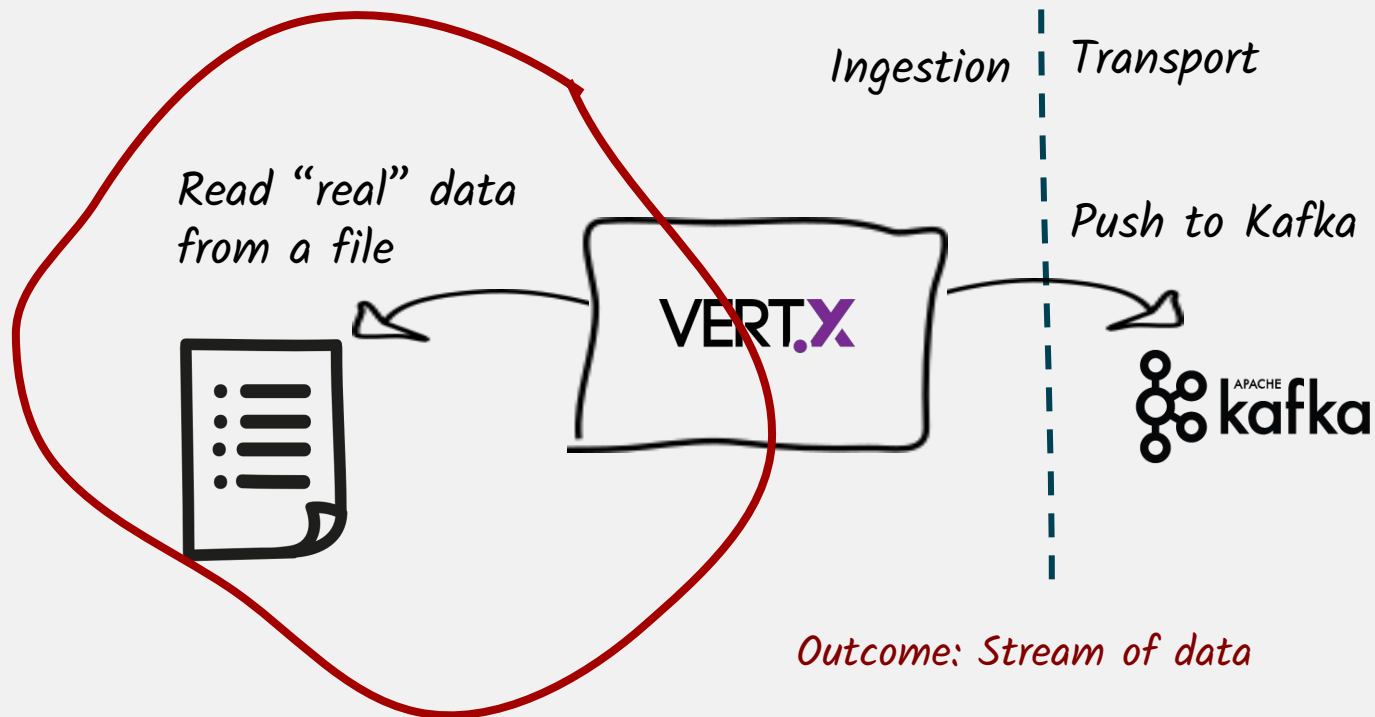 Ingestion
Transport
Read “real” data
from a file
Push to Kafka
VERT.X
APACHE
kafka
Outcome: Stream of data